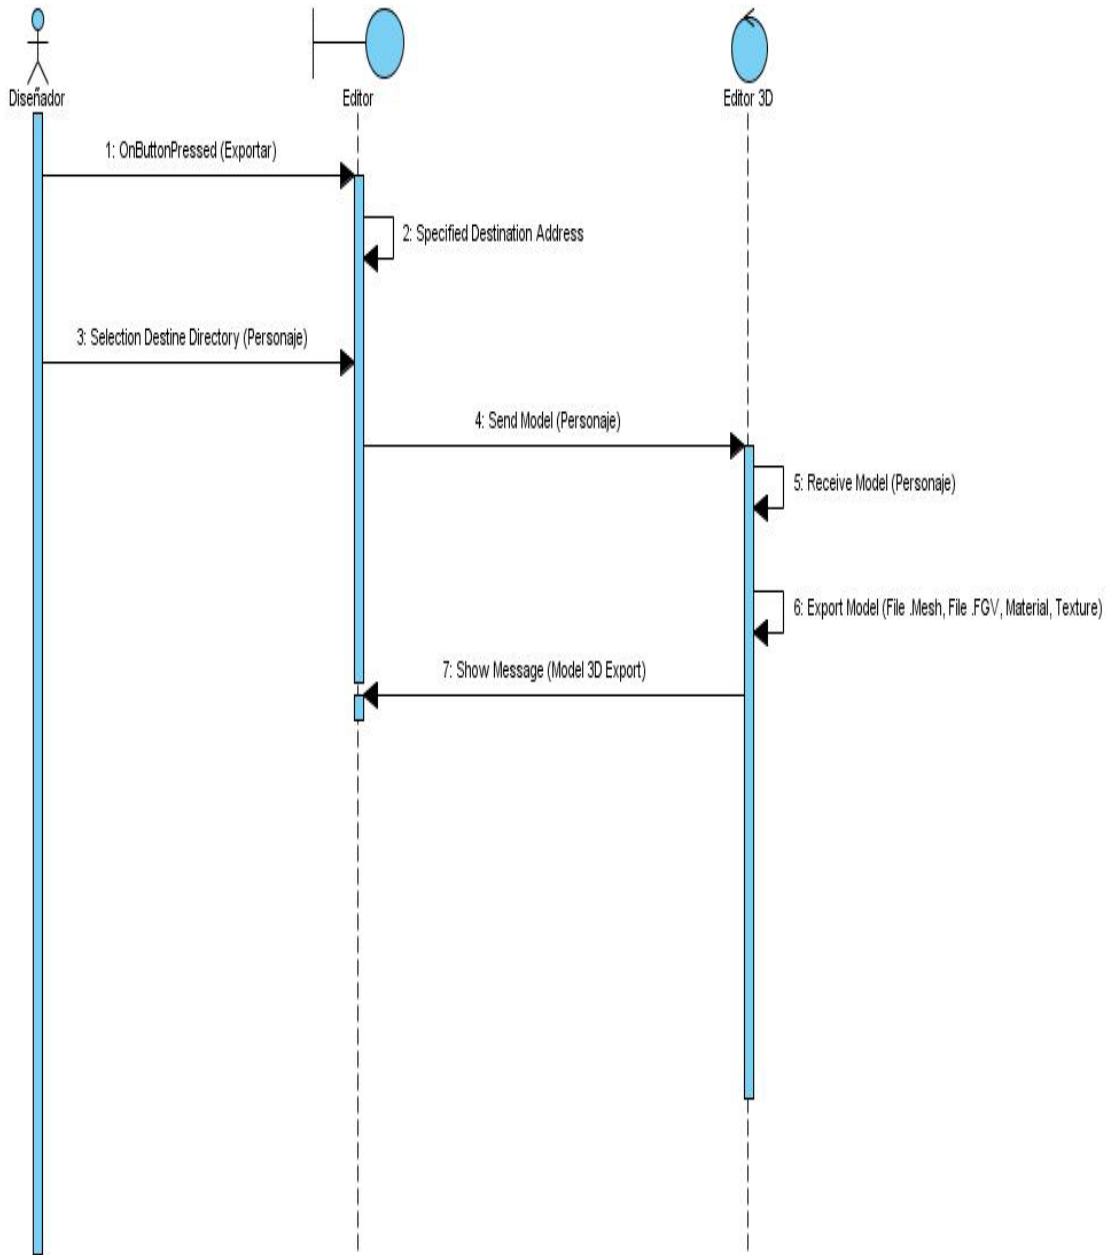 Diseñador
Editor
Editor 3D
1: OnButtonPressed (Exportar)
2: Specified Destination Address
3: Selection Destine Directory (Personaje)
4: Send Model (Personaje)
5: Receive Model (Personaje)
6: Export Model (File .Mesh, File .FGV, Material, Texture)
7: Show Message (Model 3D Export)